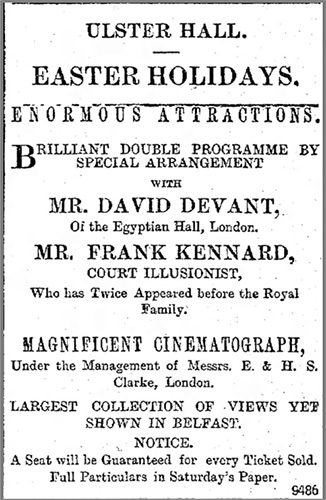 ULSTER HALL.
EASTER HOLIDAYS.
ENORMOUS ATTRACTIONS.
BRILLIANT DOUBLE PROGRAMME BY
SPECIAL ARRANGEMENT
WITH
MR. DAVID DEVANT,
Of the Egyptian Hall, London.
MR. FRANK KENNARD,
COURT ILLUSIONIST,
Who has Twice Appeared before the Royal
Family.
MAGNIFICENT CINEMATOGRAPH,
Under the Management of Messrs. E. & H. S.
Clarke, London.
LARGEST COLLECTION OF VIEWS YET
SHOWN IN BELFAST.
NOTICE.
A Seat will be Guaranteed for every Ticket Sold.
Full Particulars in Saturday's Paper.
9486